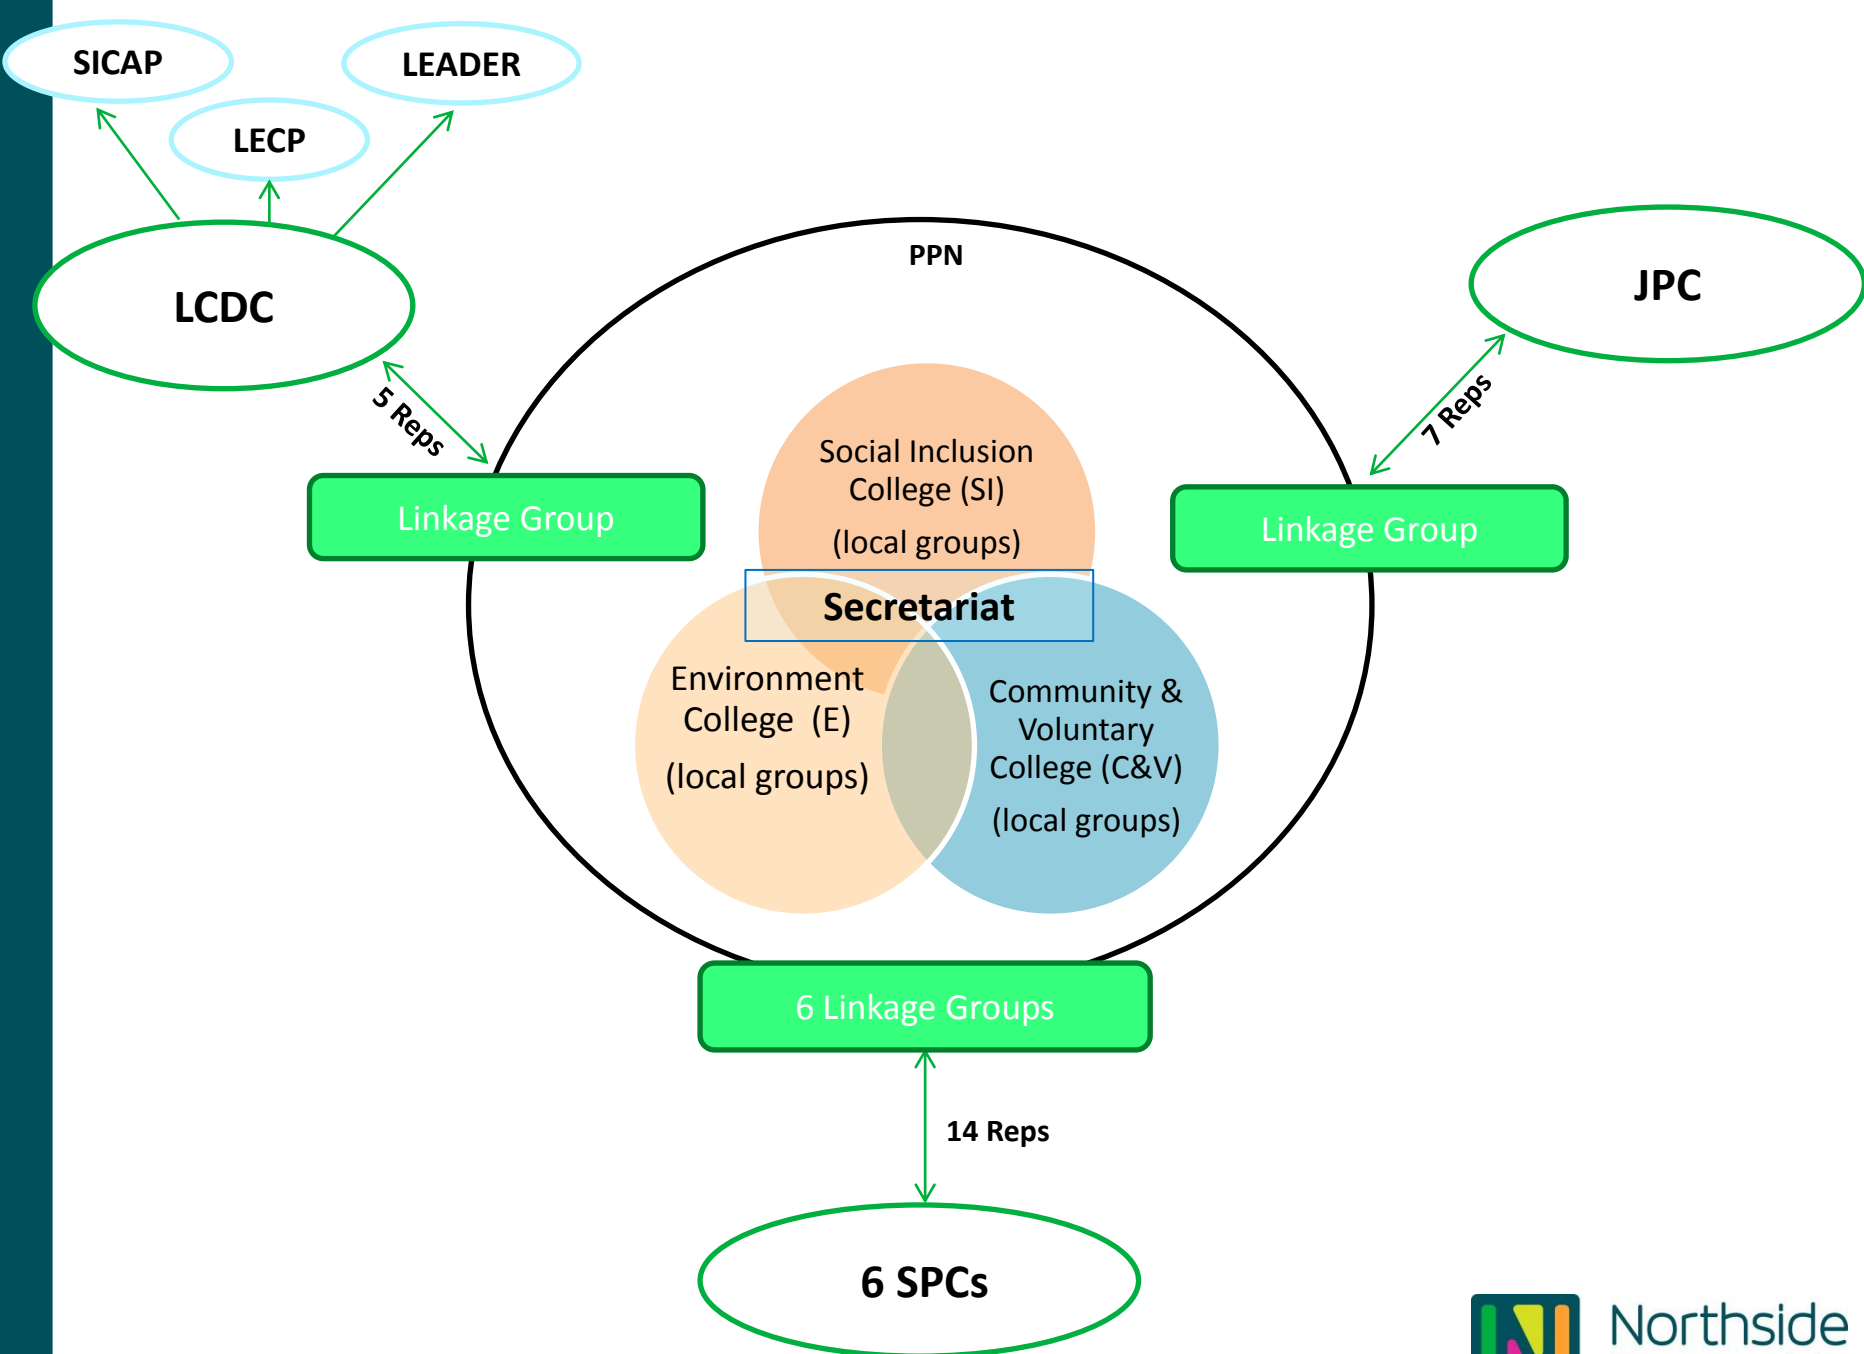 SICAP
LEADER
LECP
LCDC
PPN
JPC
5 Reps
7 Reps
Social Inclusion
College (SI)
(local groups)
Linkage Group
Linkage Group
Secretariat
Environment
College (E)
(local groups)
Community &
Voluntary
College (C&V)
(local groups)
6 Linkage Groups
14 Reps
6 SPCs
Northside